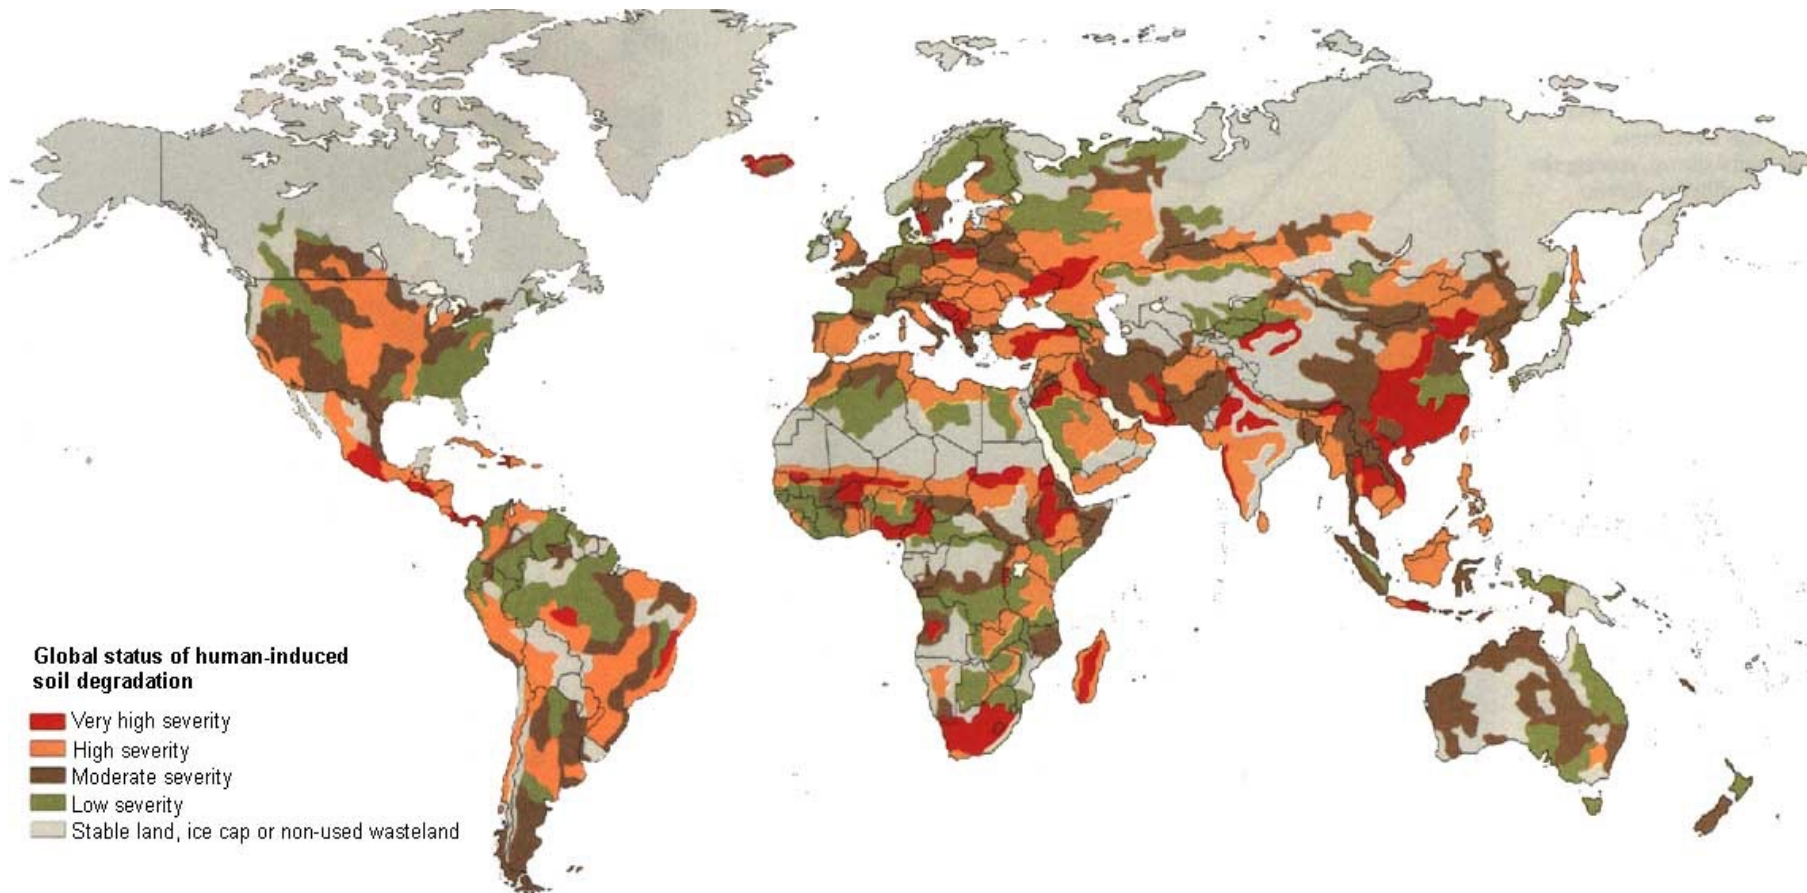 Global status of human-induced
soil degradation
Very high severity
High severity
Moderate severity
Low severity
Stable land, ice cap or non-used wasteland